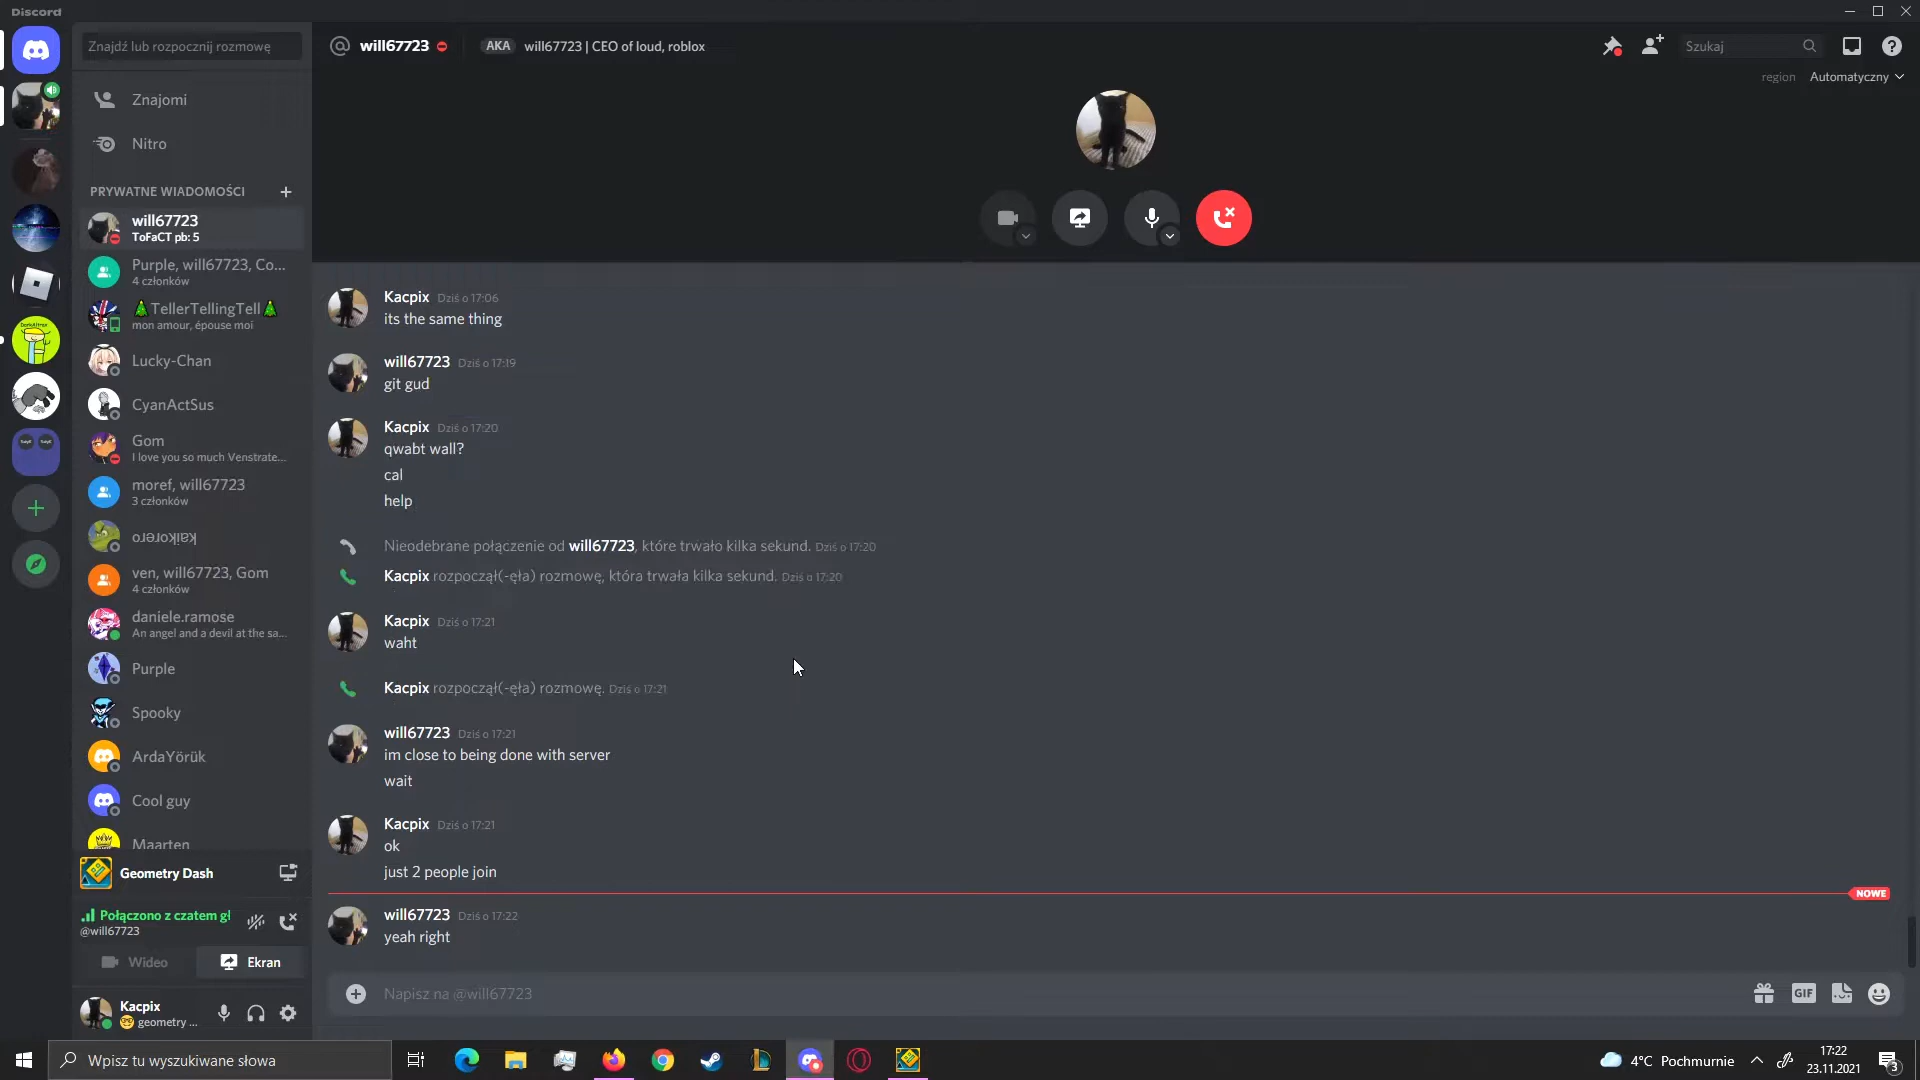 Discord
Znajdź lub rozpocznij rozmowę
Znajomi
Nitro
PRYWATNE WIADOMOŚCI
will67723
ToFaCT pb: 5
Purple, will67723, Co...
4 członków
TellerTellingTell
mon amour, épouse moi
Lucky-Chan
CyanActSus
Gom
I love you so much Venstrate...
moref, will67723
3 członków
ven, will67723, Gom
4 członków
daniele.ramose
An angel and a devil at the sa...
Purple
Spooky
ArdaYörük
Cool guy
Maarten
Geometry Dash
Połączono z czatem gł
@will67723
Wideo
Ekran
Kacpix
geometry ...
will67723
AKA
will67723 | CEO of loud, roblox
Szukaj
region
Automatyczny
Kacpix Dziś o 17:06
its the same thing
will67723 Dziś o 17:19
git gud
Kacpix Dziś o 17:20
qwabt wall?
cal
help
Nieodebrane połączenie od will67723, które trwało kilka sekund. Dziś o 17:20
Kacpix rozpoczął(-ęła) rozmowę, która trwała kilka sekund. Dziś o 17:20
Kacpix Dziś o 17:21
waht
Kacpix rozpoczął(-ęła) rozmowę. Dziś o 17:21
will67723 Dziś o 17:21
im close to being done with server
wait
Kacpix Dziś o 17:21
ok
just 2 people join
NOWE
will67723 Dziś o 17:22
yeah right
Napisz na @will67723
GIF
Wpisz tu wyszukiwane słowa
4°C Pochmurnie
17:22
23.11.2021
3